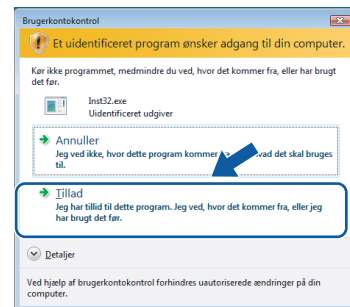 Brugerkontokontrol
Et uidentificeret program ønsker adgang til din computer.
Kør ikke programmet, medmindre du ved, hvor det kommer fra, eller har brugt
det før.
Inst32.exe
Uidentificeret udgiver
Annuller
Jeg ved ikke, hvor dette program kommer hvad det skal bruges
til.
Tillad
Jeg har tillid til dette program. Jeg ved, hvor det kommer fra, eller jeg
har brugt det før.
Detaljer
Ved hjælp af brugerkontokontrol forhindres uautoriserede ændringer på din
computer.